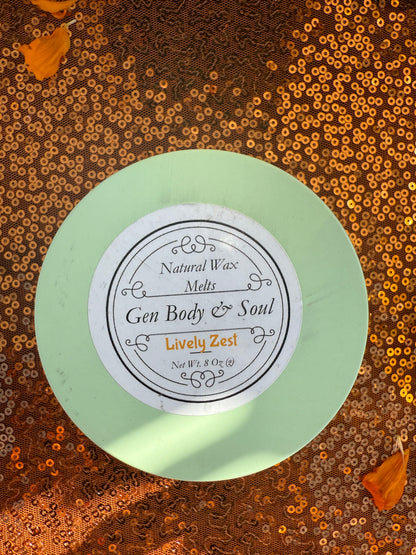 Natural Wax
Melts
Gen Body & Soul
Lively Zest
Net Wt. 8 Oz (g)